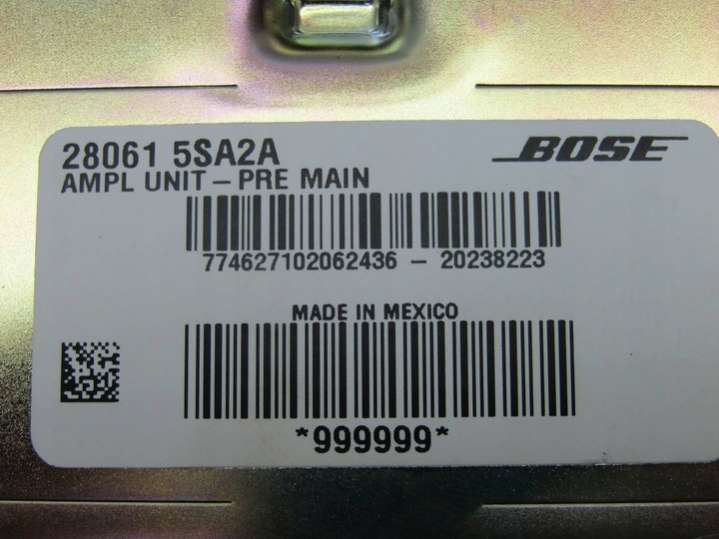 28061 5SA2A
BOSE
AMPL UNIT – PRE MAIN
774627102062436 – 20238223
MADE IN MEXICO
*999999*